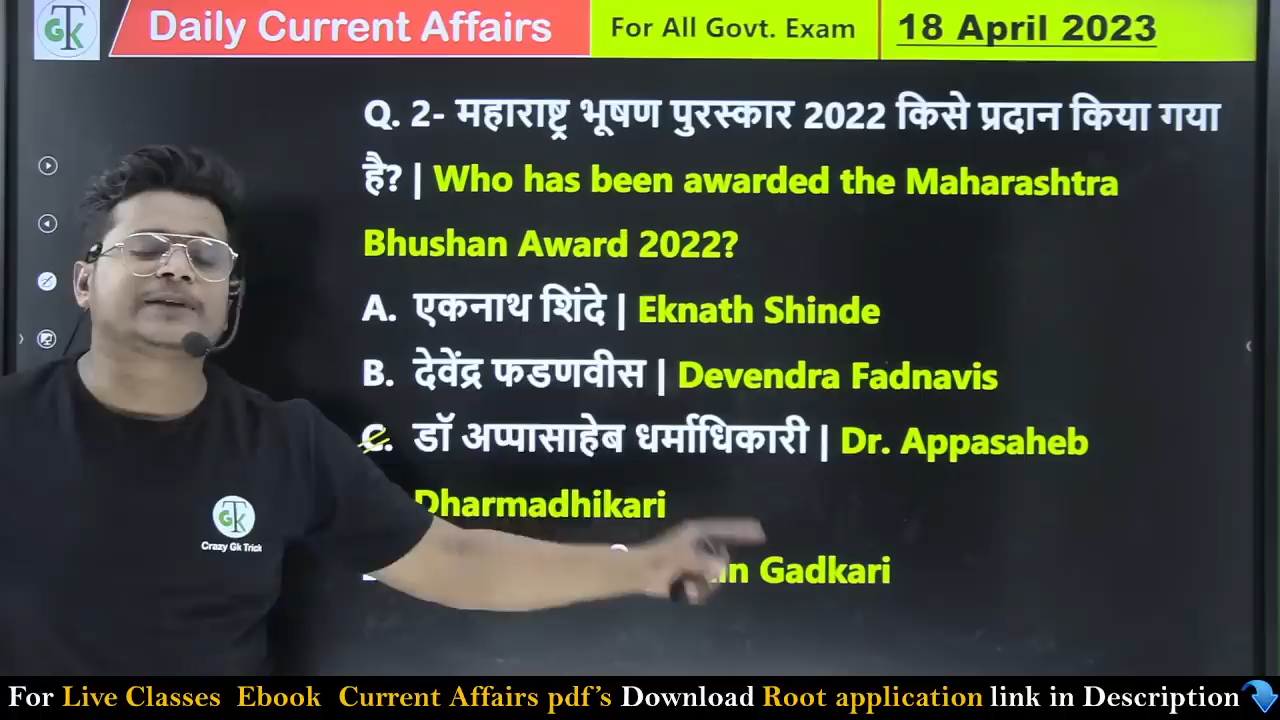 GTK Daily Current Affairs For All Govt. Exam 18 April 2023
Q. 2- महाराष्ट्र भूषण पुरस्कार 2022 किसे प्रदान किया गया
है? | Who has been awarded the Maharashtra
Bhushan Award 2022?
A. एकनाथ शिंदे | Eknath Shinde
B. देवेंद्र फडणवीस | Devendra Fadnavis
C. डॉ अप्पासाहेब धर्माधिकारी | Dr. Appasaheb
Dharmadhikari
Gadkari
GTK
Crazy Gk Trick
For Live Classes Ebook Current Affairs pdf's Download Root application link in Description